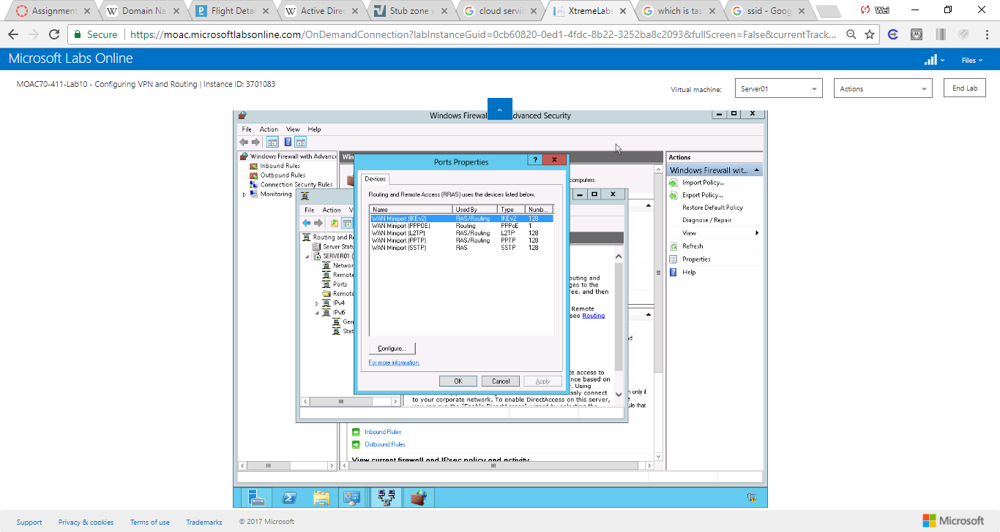 Assignment
Domain Na
Flight Detai
Active Dire
Stub zone v
cloud servic
XtremeLabs
which is tas
ssid - Goog
Wei
Secure
https://moac.microsoftlabsonline.com/OnDemandConnection?labInstanceGuid=0cb60820-0ed1-4fdc-8b22-3252ba8c2093&fullScreen=False&currentTrack...
Microsoft Labs Online
Files
MOAC70-411-Lab10 - Configuring VPN and Routing | Instance ID: 3701083
Virtual machine:
Server01
Actions
End Lab
Windows Firewal
dvanced Security
File Action View Help
Windows Firewall with Advance
Inbound Rules
Outbound Rules
Connection Security Rules
Monitoring
Win
computers.
File Action V
Routing and R
Server Statu
SERVER01 (
Networ
Remote
Ports
Remote
IPv4
IPv6
Gen
Stat
Ports Properties
Devices
Routing and Remote Access (RRAS) uses the devices listed below.
Name Used By Type Numb...
WAN Miniport (IKEv2) RAS/Routing IKEv2 128
WAN Miniport (PPPOE) Routing PPPoE 1
WAN Miniport (L2TP) RAS/Routing L2TP 128
WAN Miniport (PPTP) RAS/Routing PPTP 128
WAN Miniport (SSTP) RAS SSTP 128
Configure...
For more information
OK
Cancel
Apply
outing and
ges to the
ree, and then
Remote
see Routing
te access to
nce based on
r. Using
ssly connect
to your corporate network. To enable DirectAccess on this server,
n only if
ule that
Inbound Rules
Outbound Rules
View current firewall and IPsec policy and activity
Actions
Windows Firewall wit...
Import Policy...
Export Policy...
Restore Default Policy
Diagnose / Repair
View
Refresh
Properties
Help
Support
Privacy & cookies
Terms of use
Trademarks
© 2017 Microsoft
Microsoft